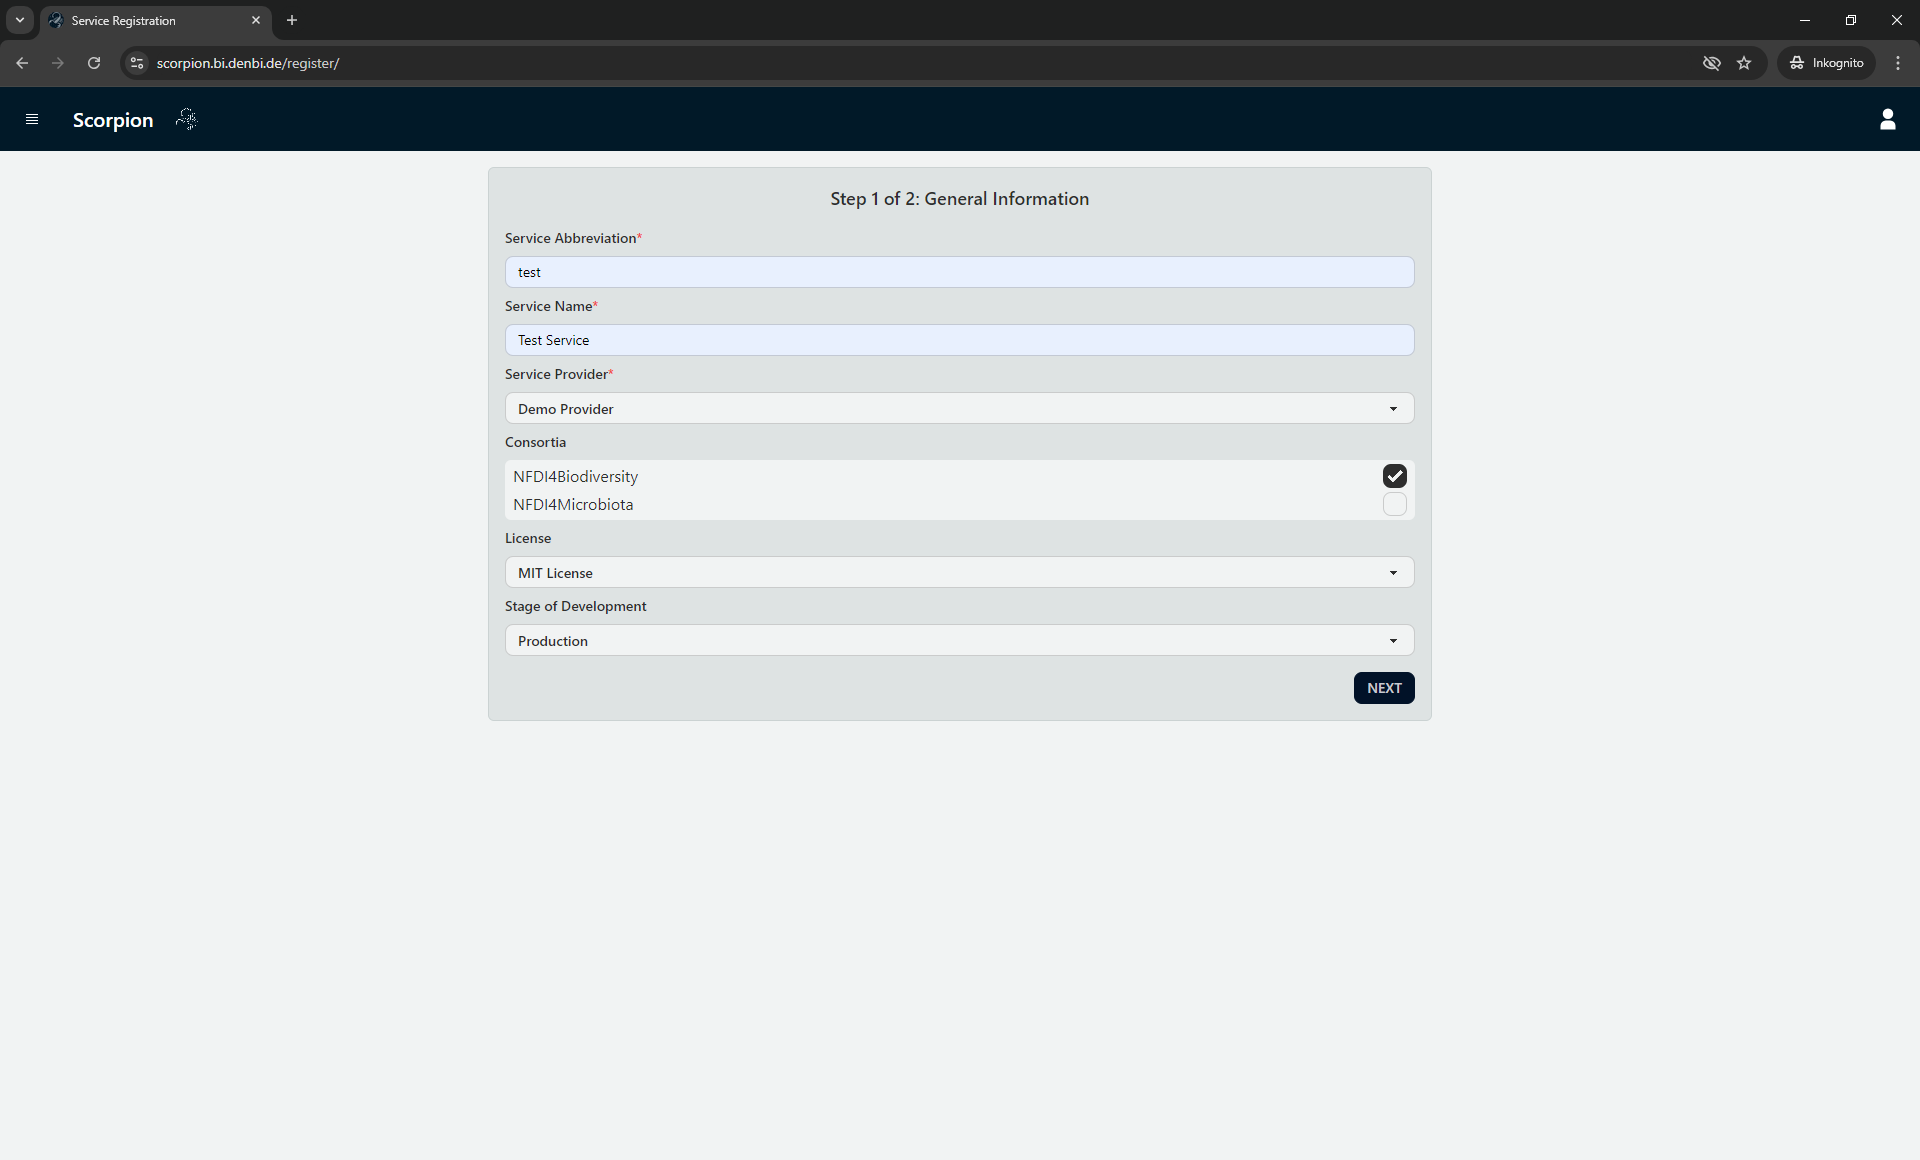 Service Registration
scorpion.bi.denbi.de/register/
Inkognito
Scorpion
Step 1 of 2: General Information
Service Abbreviation*
test
Service Name*
Test Service
Service Provider*
Demo Provider
Consortia
NFDI4Biodiversity
NFDI4Microbiota
License
MIT License
Stage of Development
Production
NEXT